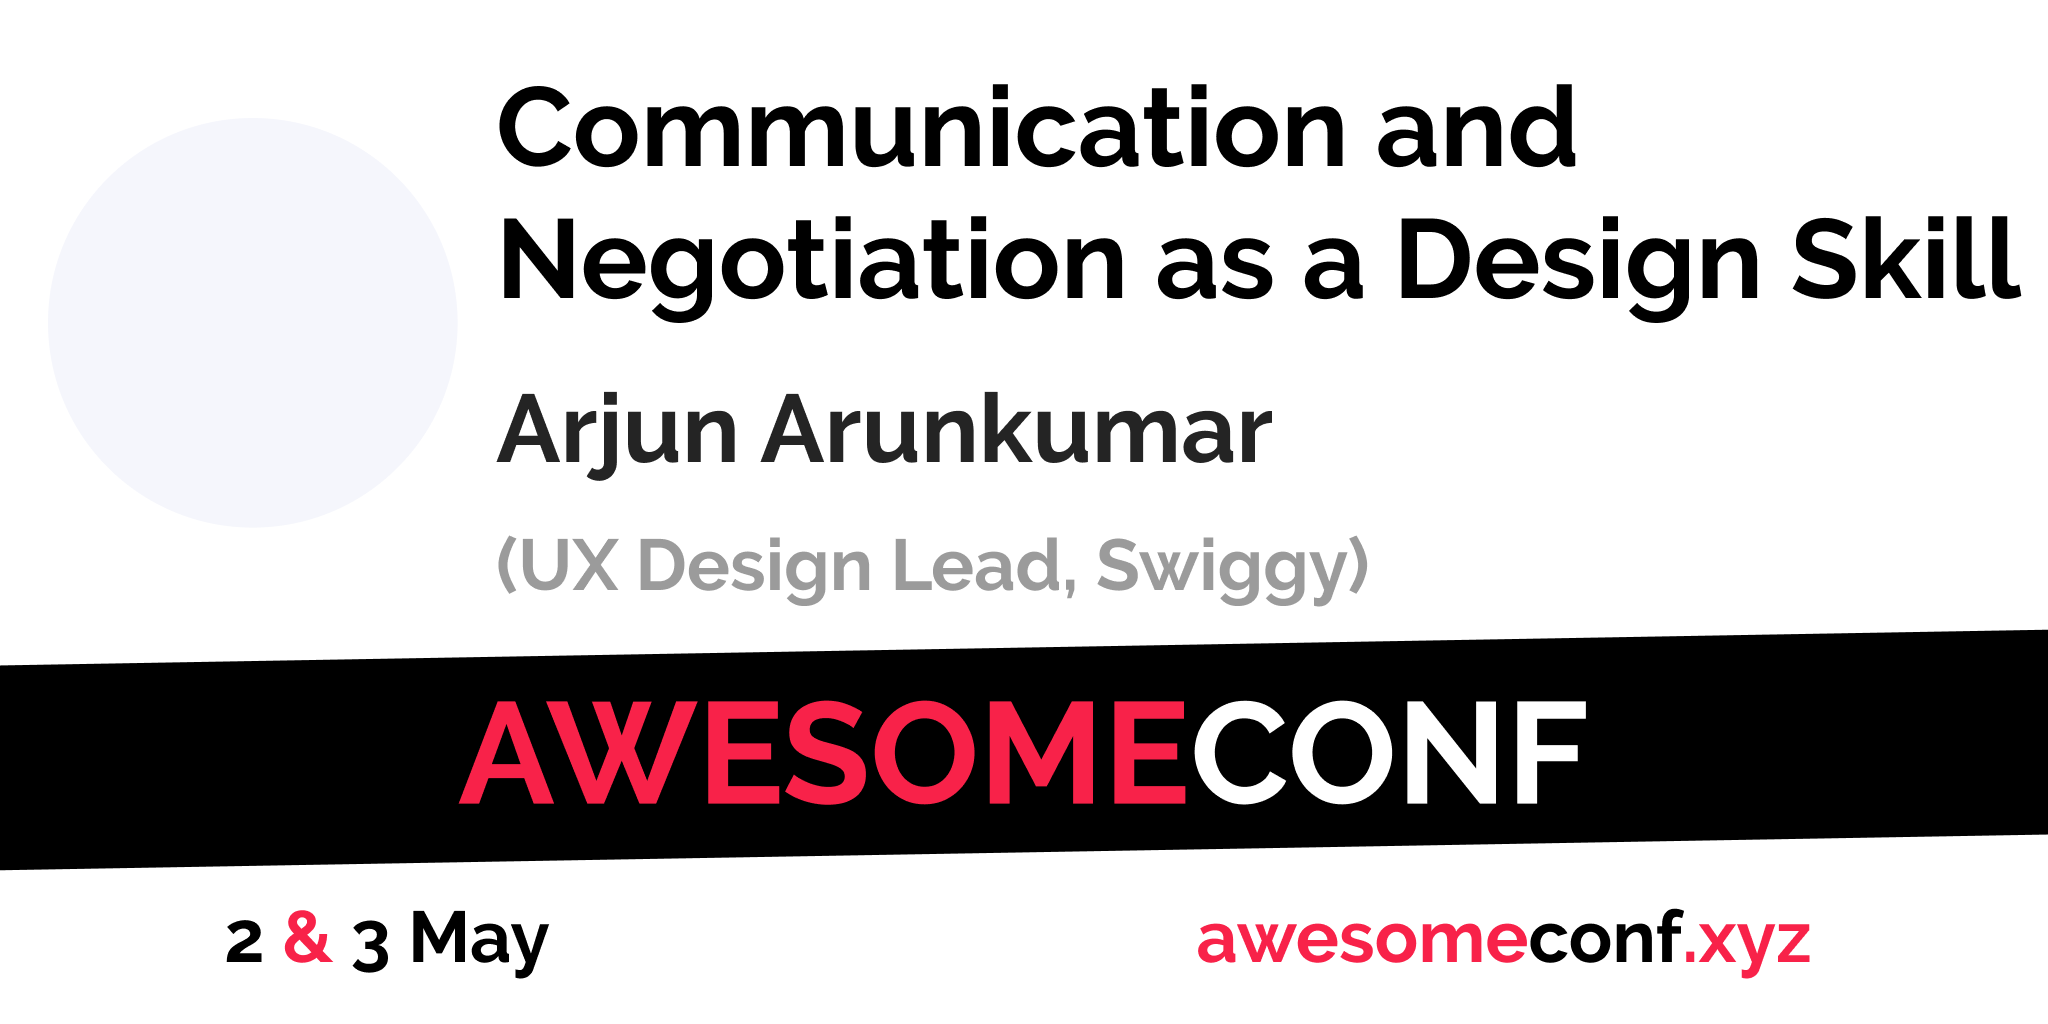 Communication and
Negotiation as a Design Skill
Arjun Arunkumar
(UX Design Lead, Swiggy)
AWESOMECONF
2 & 3 May
awesomeconf.xyz